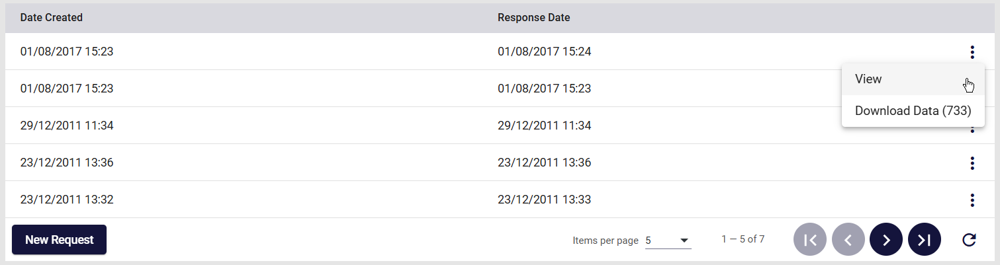 Date Created Response Date
01/08/2017 15:23 01/08/2017 15:24
View
01/08/2017 15:23 01/08/2017 15:23
Download Data (733)
29/12/2011 11:34 29/12/2011 11:34
23/12/2011 13:36 23/12/2011 13:36
23/12/2011 13:32 23/12/2011 13:33
New Request Items per page 5 1 – 5 of 7